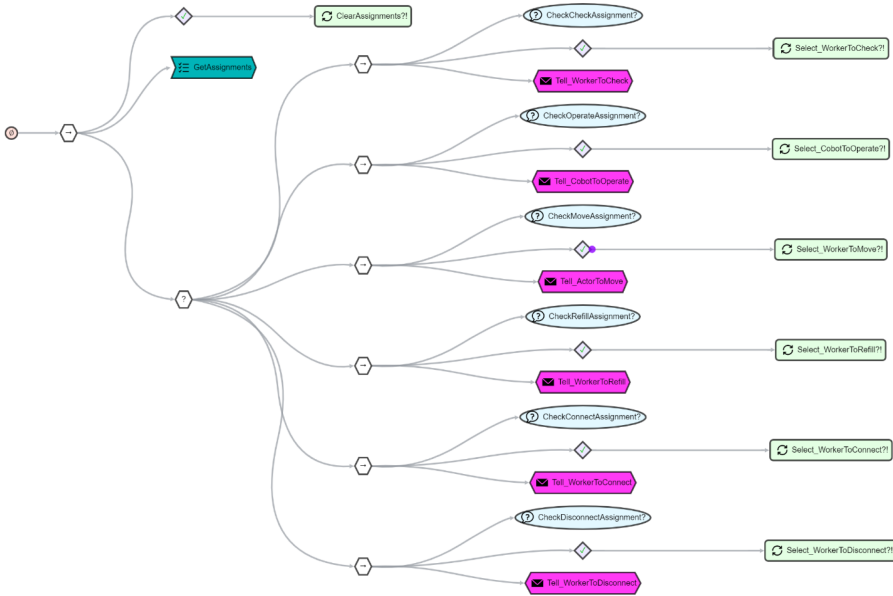 ClearAssignments?!
GetAssignments
CheckCheckAssignment?
Select_WorkerToCheck?!
Tell_WorkerToCheck
CheckOperateAssignment?
Select_CobotToOperate?!
Tell_CobotToOperate
CheckMoveAssignment?
Select_WorkerToMove?!
Tell_ActorToMove
?
CheckRefillAssignment?
Select_WorkerToRefill?!
Tell_WorkerToRefill
CheckConnectAssignment?
Select_WorkerToConnect?!
Tell_WorkerToConnect
CheckDisconnectAssignment?
Select_WorkerToDisconnect?!
Tell_WorkerToDisconnect